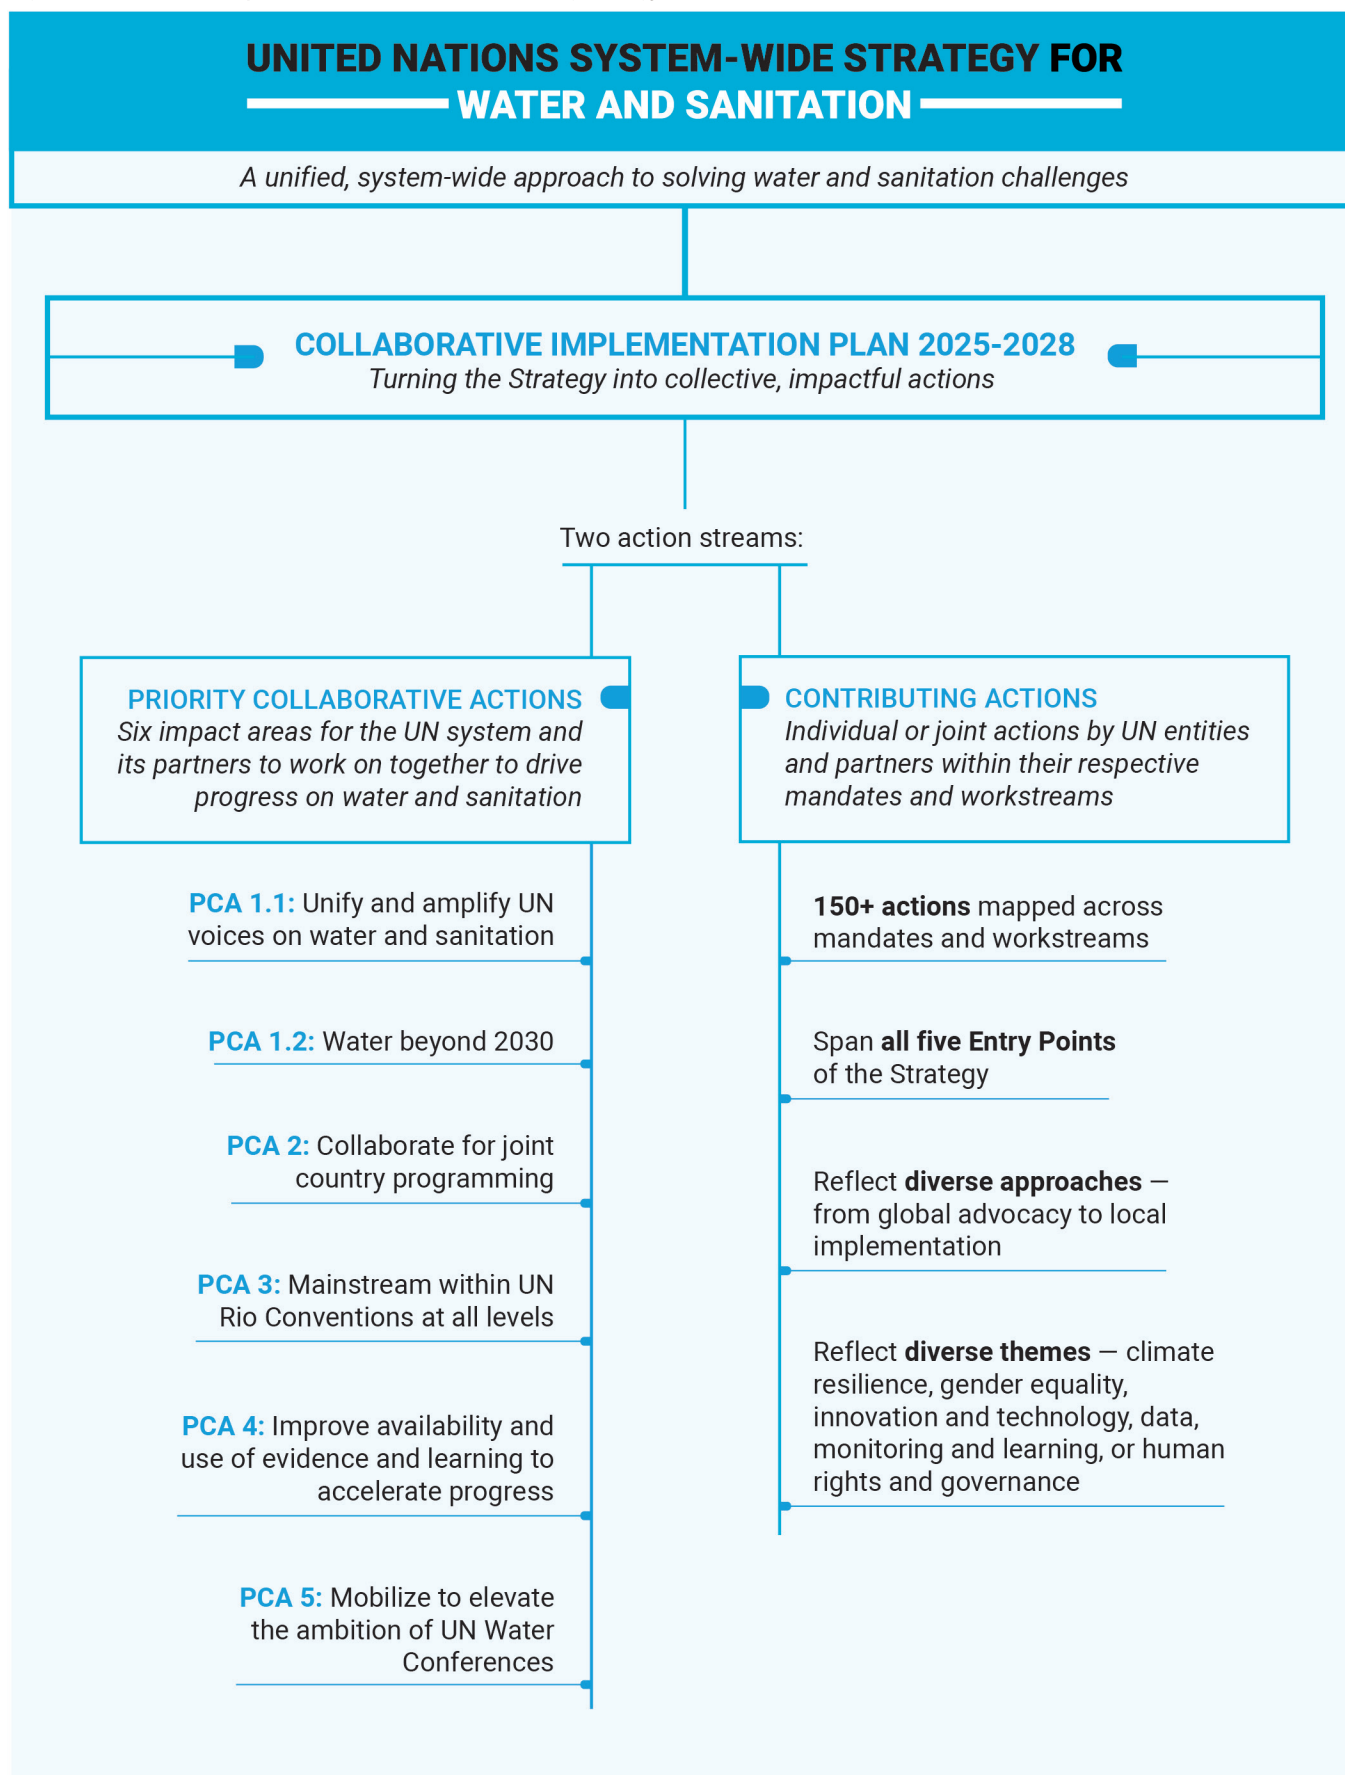 UNITED NATIONS SYSTEM-WIDE STRATEGY FOR
WATER AND SANITATION
A unified, system-wide approach to solving water and sanitation challenges
COLLABORATIVE IMPLEMENTATION PLAN 2025-2028
Turning the Strategy into collective, impactful actions
Two action streams:
PRIORITY COLLABORATIVE ACTIONS
Six impact areas for the UN system and
its partners to work on together to drive
progress on water and sanitation
PCA 1.1: Unify and amplify UN
voices on water and sanitation
PCA 1.2: Water beyond 2030
PCA 2: Collaborate for joint
country programming
PCA 3: Mainstream within UN
Rio Conventions at all levels
PCA 4: Improve availability and
use of evidence and learning to
accelerate progress
PCA 5: Mobilize to elevate
the ambition of UN Water
Conferences
CONTRIBUTING ACTIONS
Individual or joint actions by UN entities
and partners within their respective
mandates and workstreams
150+ actions mapped across
mandates and workstreams
Span all five Entry Points
of the Strategy
Reflect diverse approaches —
from global advocacy to local
implementation
Reflect diverse themes — climate
resilience, gender equality,
innovation and technology, data,
monitoring and learning, or human
rights and governance